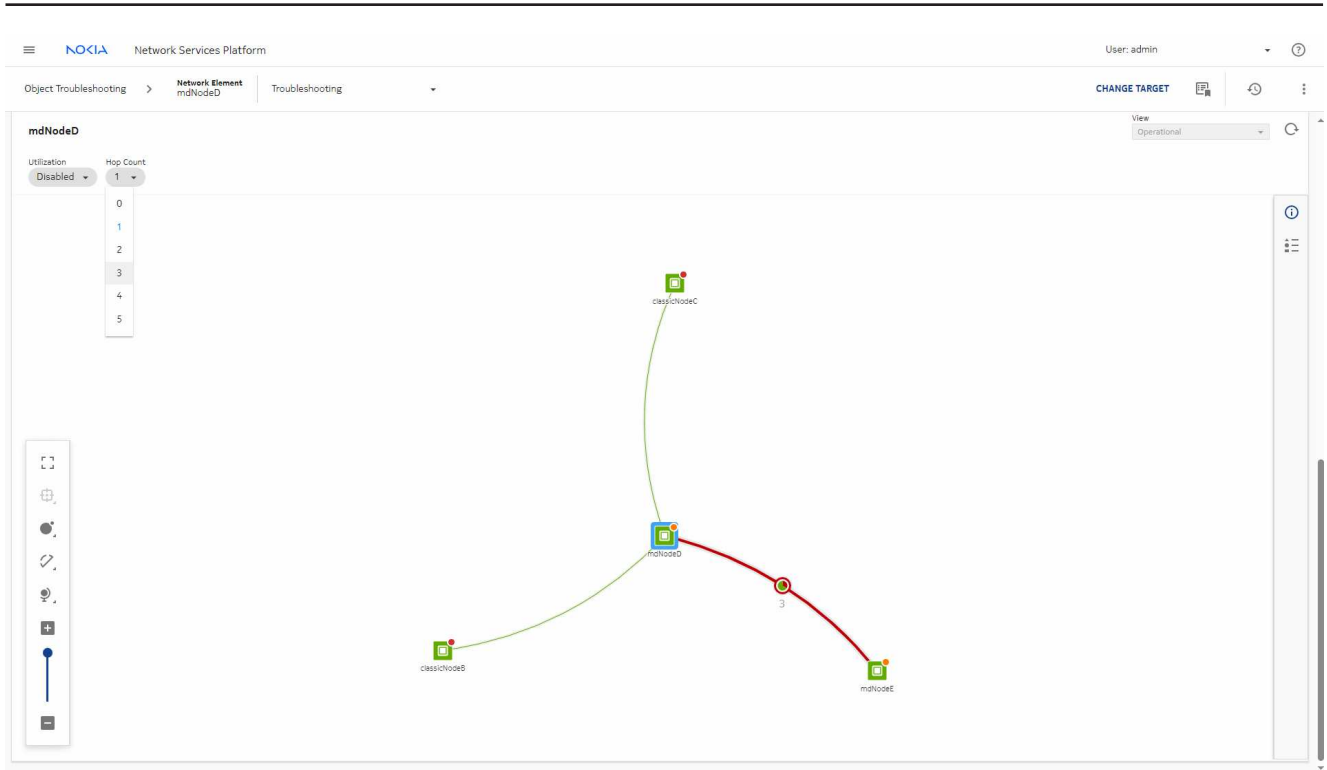 NOKIA Network Services Platform User: admin
Object Troubleshooting > Network Element mdNodeD Troubleshooting CHANGE TARGET
mdNodeD
View
Operational
Utilization Hop Count
Disabled 1
0
1
2
3
4
5
classicNodeC
mdNodeD
3
classicNodeB
mdNodeE